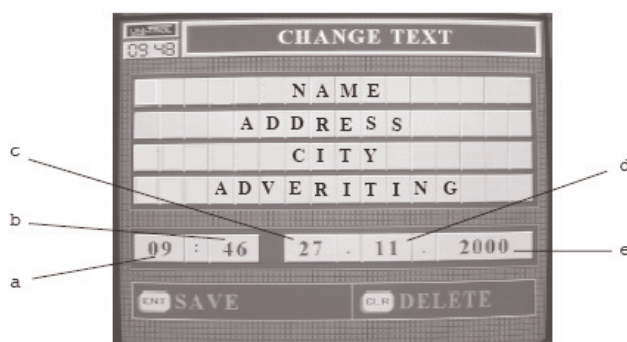 09 48
CHANGE TEXT
NAME
ADDRESS
CITY
ADVERITING
c
d
b
09 : 46 27 . 11 . 2000
e
a
ENT SAVE CLR DELETE